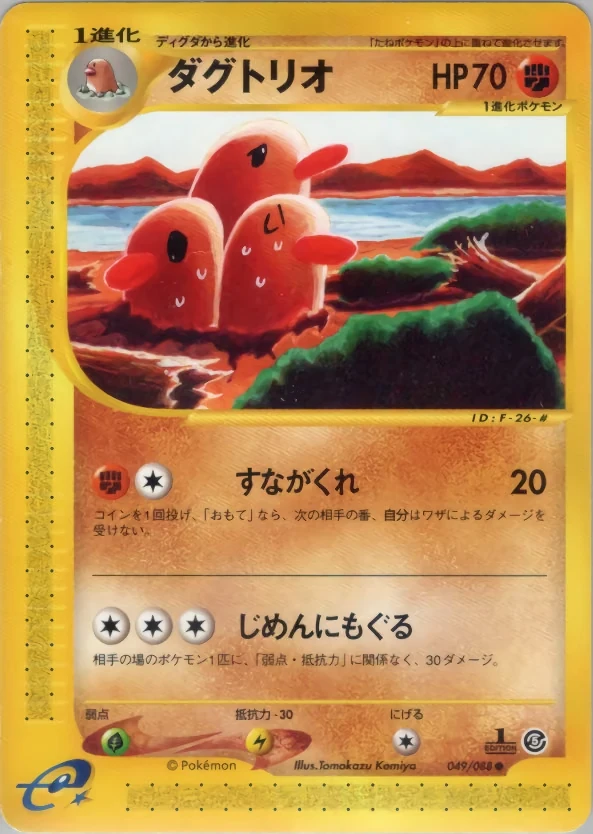 1進化
ディグダから進化
「たねポケモン」の上に重ねて進化させます。
ダグトリオ
HP70
1進化ポケモン
ID:F-26-#
すながくれ 20
コインを1回投げ、「おもて」なら、次の相手の番、自分はワザによるダメージを
受けない。
じめんにもぐる
相手の場のポケモン1匹に、「弱点・抵抗力」に関係なく、30ダメージ。
弱点 抵抗力-30 にげる
1 EDITION
©Pokémon Illus.Tomokazu Komiya 049/088
e